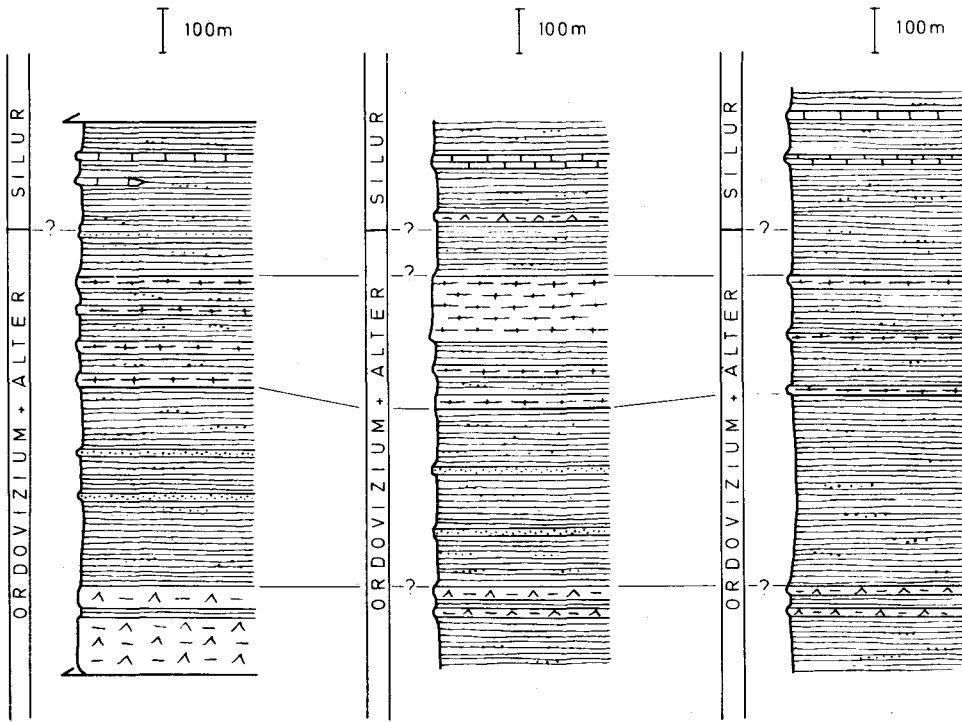 100m
100m
100m
SILUR
?
ORDOVIZIUM + ÄLTER
SILUR
?
?
ORDOVIZIUM + ÄLTER
?
SILUR
?
ORDOVIZIUM + ÄLTER
?